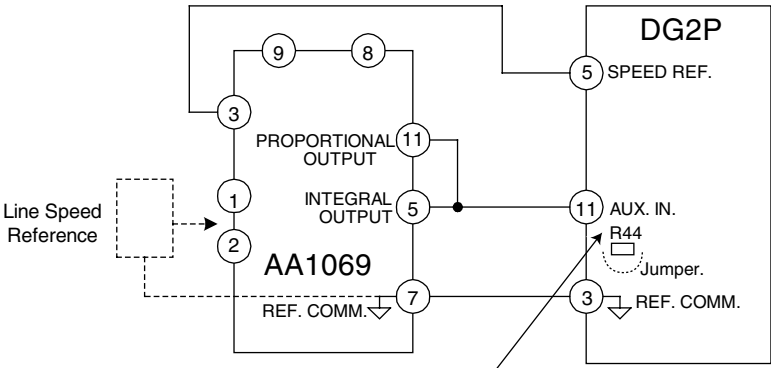 DG2P
9
8
5
SPEED REF.
3
PROPORTIONAL
OUTPUT
11
1
INTEGRAL
OUTPUT
5
11
AUX. IN.
Line Speed
Reference
2
R44
Jumper.
AA1069
REF. COMM.
7
3
REF. COMM.